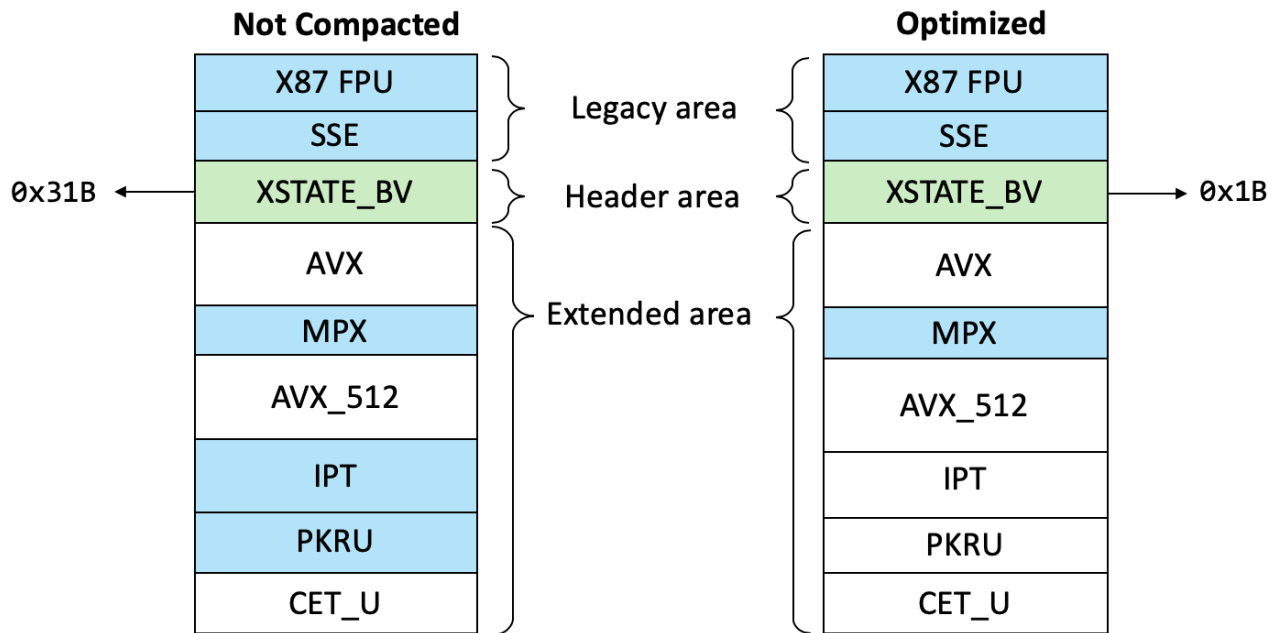 Not Compacted
Optimized
X87 FPU
SSE
XSTATE_BV
AVX
MPX
AVX_512
IPT
PKRU
CET_U
0x31B
Legacy area
Header area
Extended area
X87 FPU
SSE
XSTATE_BV
AVX
MPX
AVX_512
IPT
PKRU
CET_U
0x1B